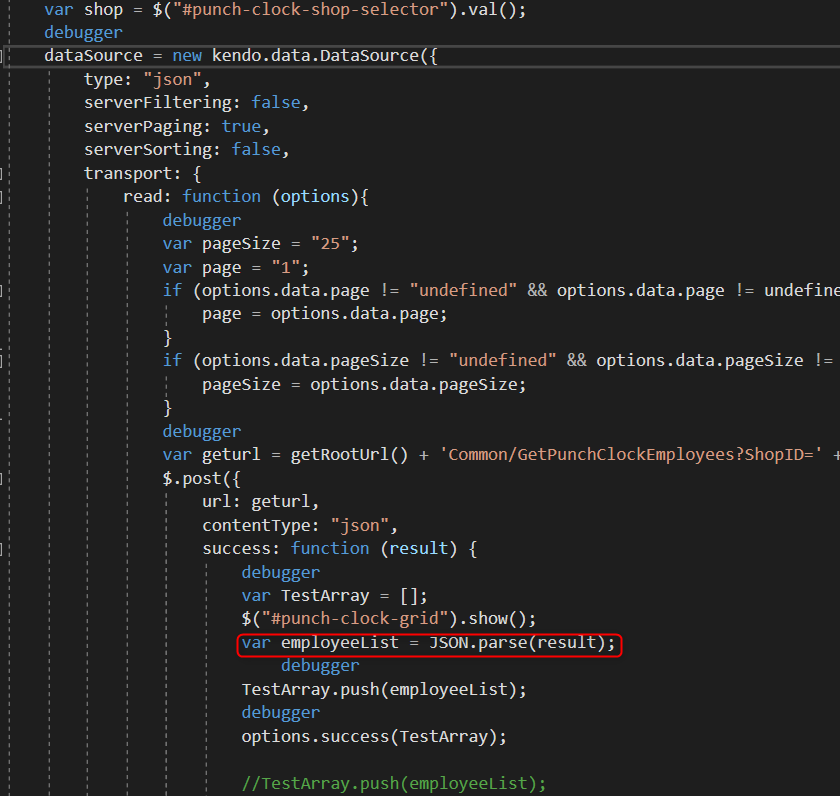 var shop = $("#punch-clock-shop-selector").val();
debugger
dataSource = new kendo.data.DataSource({
type: "json",
serverFiltering: false,
serverPaging: true,
serverSorting: false,
transport: {
read: function (options){
debugger
var pageSize = "25";
var page = "1";
if (options.data.page != "undefined" && options.data.page != undefine
page = options.data.page;
}
if (options.data.pageSize != "undefined" && options.data.pageSize !=
pageSize = options.data.pageSize;
}
debugger
var geturl = getRootUrl() + 'Common/GetPunchClockEmployees?ShopID=' +
$.post({
url: geturl,
contentType: "json",
success: function (result) {
debugger
var TestArray = [];
$("#punch-clock-grid").show();
var employeeList = JSON.parse(result);
debugger
TestArray.push(employeeList);
debugger
options.success(TestArray);
//TestArray.push(employeeList);